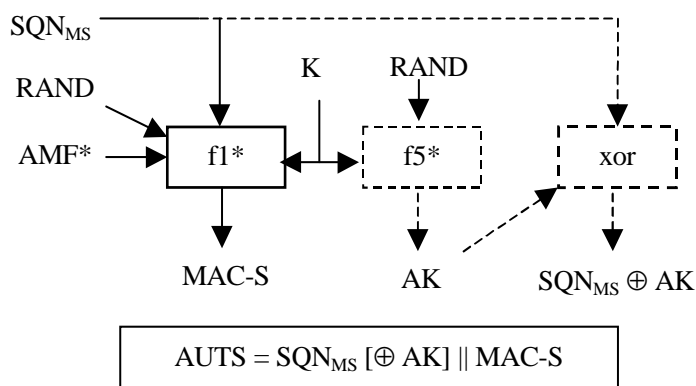 SQN_MS
K
RAND
RAND
AMF*
f1*
f5*
xor
MAC-S
AK
SQN_MS ⊕ AK
AUTS = SQN_MS [⊕ AK] || MAC-S